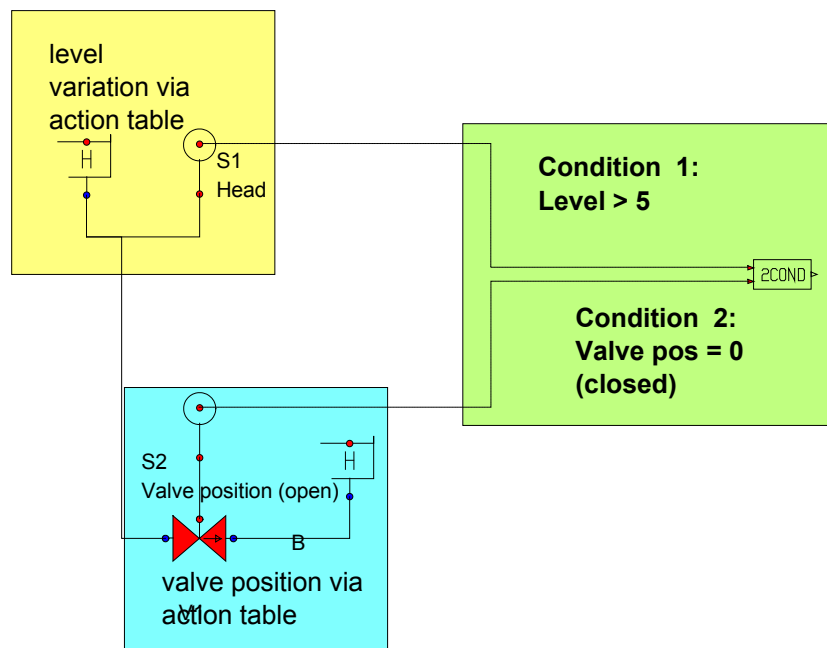 level
variation via
action table
H
S1
Head
Condition 1:
Level > 5
2COND
Condition 2:
Valve pos = 0
(closed)
S2
Valve position (open)
H
B
valve position via
action table
V1